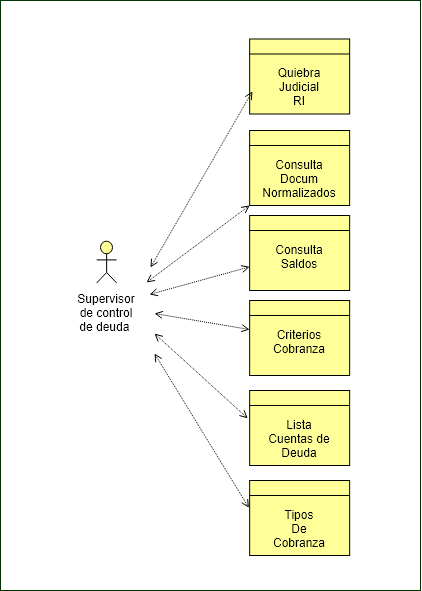 Quiebra
Judicial
RI
Consulta
Docum
Normalizados
Consulta
Saldos
Supervisor
de control
de deuda
Criterios
Cobranza
Lista
Cuentas de
Deuda
Tipos
De
Cobranza